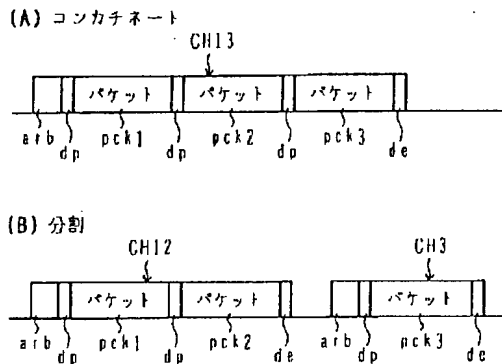 (A) コンカチネート
CH13
パケット パケット パケット
arb dp pck1 dp pck2 dp pck3 de
(B) 分割
CH12 CH3
パケット パケット パケット
arb dp pck1 dp pck2 de arb dp pck3 de